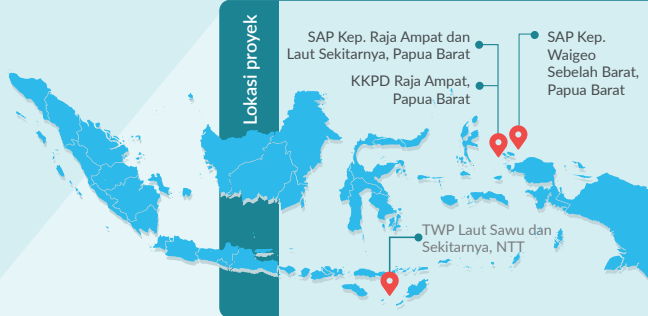 Lokasi proyek
SAP Kep. Raja Ampat dan
Laut Sekitarnya, Papua Barat
KKPD Raja Ampat,
Papua Barat
SAP Kep.
Waigeo
Sebelah Barat,
Papua Barat
TWP Laut Sawu dan
Sekitarnya, NTT